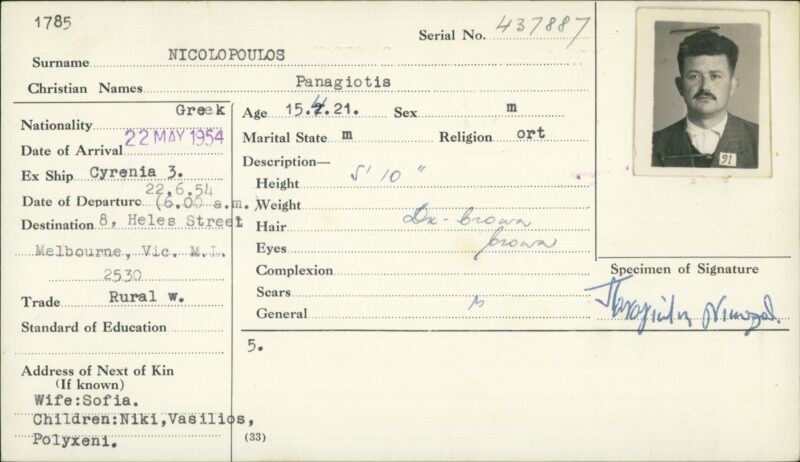 1785
Serial No. 437887
Surname NICOLOPOULOS
Christian Names Panagiotis
Nationality Greek
Date of Arrival 22 MAY 1954
Ex Ship Cyrenia 3.
Date of Departure 22,6.54 (6.00 a.m.)
Destination 8, Heles Street
Melbourne, Vic. M.I.
2530
Trade Rural w.
Standard of Education
Address of Next of Kin
(If known)
Wife:Sofia.
Children:Niki,Vasilios,
Polyxeni.
Age 15.4.21. Sex m
Marital State m Religion ort
Description—
Height 5' 10"
Weight
Hair Dk-brown
Eyes brown
Complexion
Scars
General
5.
(33)
91
Specimen of Signature